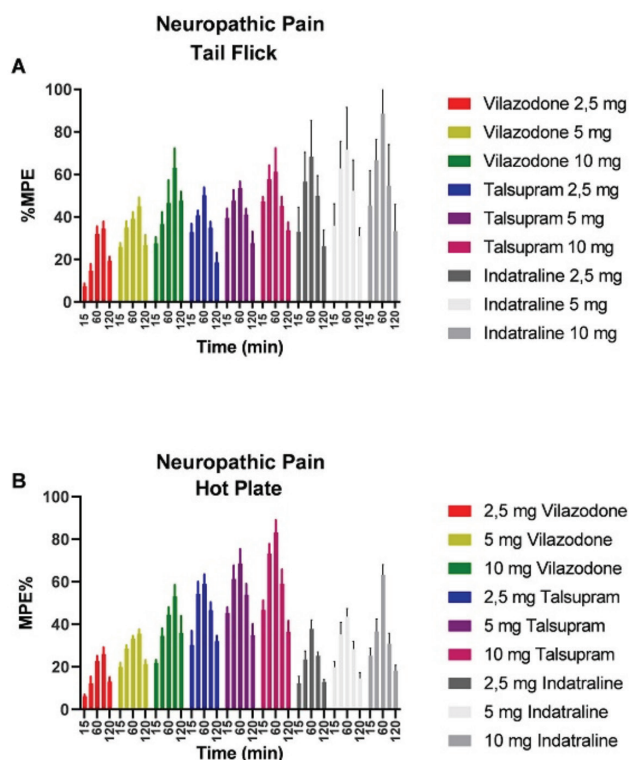 Neuropathic Pain
Tail Flick
A
100
80
60
40
20
0
%MPE
15 60 120 15 60 120 15 60 120 15 60 120 15 60 120 15 60 120 15 60 120 15 60 120 15 60 120
Time (min)
Vilazodone 2,5 mg
Vilazodone 5 mg
Vilazodone 10 mg
Talsupram 2,5 mg
Talsupram 5 mg
Talsupram 10 mg
Indatraline 2,5 mg
Indatraline 5 mg
Indatraline 10 mg
Neuropathic Pain
B
Hot Plate
100
80
60
40
20
0
MPE%
15 60 120 15 60 120 15 60 120 15 60 120 15 60 120 15 60 120 15 60 120 15 60 120 15 60 120
Time (min)
2,5 mg Vilazodone
5 mg Vilazodone
10 mg Vilazodone
2,5 mg Talsupram
5 mg Talsupram
10 mg Talsupram
2,5 mg Indatraline
5 mg Indatraline
10 mg Indatraline